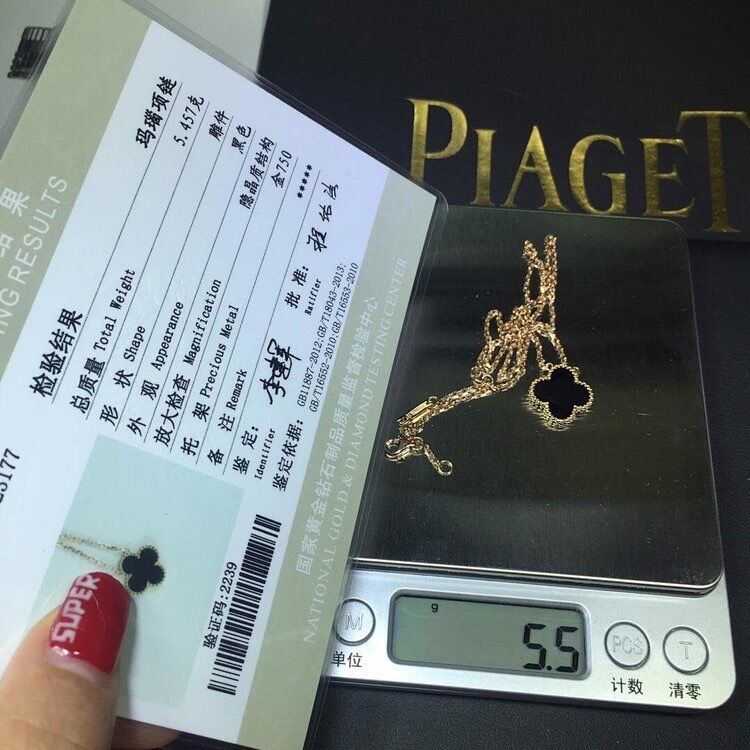 PIAGET
检验结果
TING RESULTS
检验结果 玛瑙项链
总质量 Total Weight 5.457克
形 状 Shape 雕件
外 观 Appearance 黑色
放大检查 Magnification 隐晶质结构
托 架 Precious Metal 金750
备 注 Remark *****
鉴 定:
Identifier
批 准:
Ratifier
鉴定依据: GB11887-2012;GB/T18043-2013;
GB/T16552-2010;GB/T16553-2010
国家黄金钻石制品质量监督检验中心
NATIONAL GOLD & DIAMOND TESTING CENTER
验证码:2239
SUPER
g
5.5
M
单位
PCS
计数
T
清零